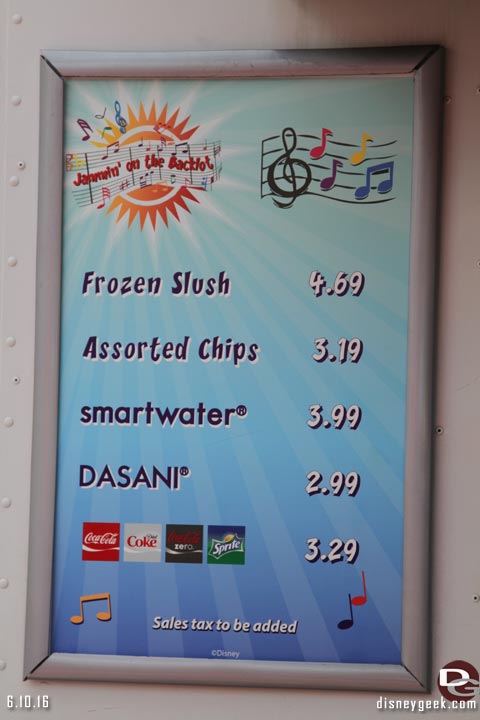 Jammin' on the Backlot
Frozen Slush 4.69
Assorted Chips 3.19
smartwater® 3.99
DASANI® 2.99
Coca-Cola Diet Coke Coca-Cola zero Sprite 3.29
Sales tax to be added
©Disney
6.10.16 DG disneygeek.com